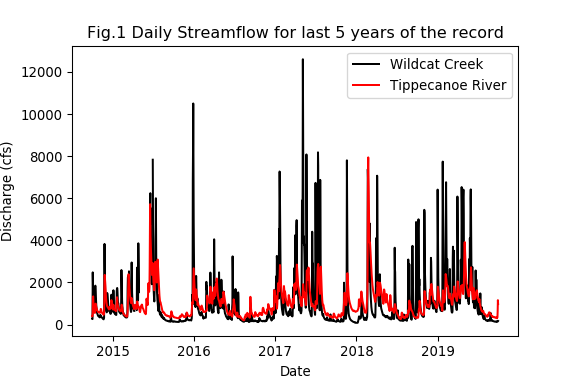 Fig.1 Daily Streamflow for last 5 years of the record
Wildcat Creek
Tippecanoe River
Discharge (cfs)
12000
10000
8000
6000
4000
2000
0
2015 2016 2017 2018 2019
Date